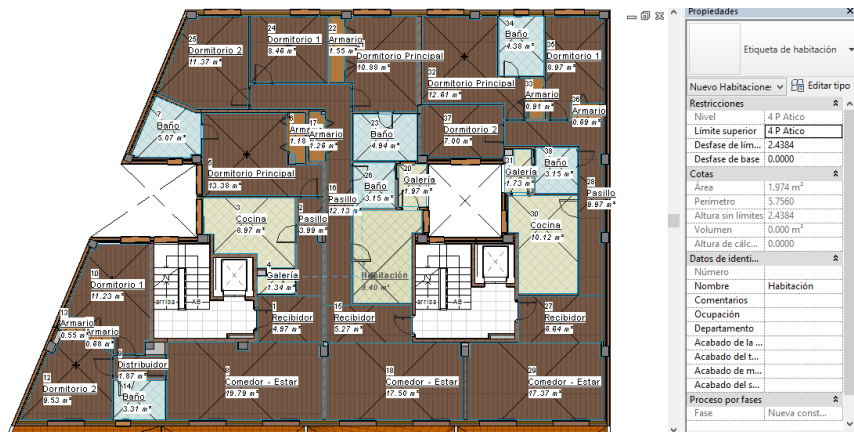 25
Dormitorio 2
11.37 m²
24
Dormitorio 1
8.46 m²
22
Armario
1.55 m²
21
Dormitorio Principal
10.88 m²
34
Baño
4.38 m²
35
Dormitorio 1
8.97 m²
32
Dormitorio Principal
12.61 m²
33
Armario
0.91 m²
36
Armario
0.69 m²
7
Baño
5.07 m²
6
Armario
1.18
17
Armario
1.26 m²
23
Baño
4.94 m²
37
Dormitorio 2
7.00 m²
5
Dormitorio Principal
13.38 m²
16
Pasillo
12.13 m²
26
Baño
3.15 m²
20
Galería
1.97 m²
31
Galería
1.73 m²
38
Baño
3.15 m²
28
Pasillo
9.97 m²
3
Cocina
8.97 m²
2
Pasillo
3.99 m²
30
Cocina
10.12 m²
4
Galería
1.34 m²
Habitación
9.40 m²
10
Dormitorio 1
11.23 m²
arriba
AB
arriba
AB
13
Armario
0.55 m²
Armario
0.68 m²
1
Recibidor
4.97 m²
15
Recibidor
5.27 m²
27
Recibidor
6.64 m²
9
Distribuidor
1.87 m²
12
Dormitorio 2
9.53 m²
14
Baño
3.31 m²
8
Comedor - Estar
19.79 m²
18
Comedor - Estar
17.50 m²
29
Comedor - Estar
17.37 m²
Propiedades
Etiqueta de habitación
Nuevo Habitaciones
Editar tipo
Restricciones
Nivel 4 P Atico
Límite superior 4 P Atico
Desfase de lím... 2.4384
Desfase de base 0.0000
Cotas
Área 1.974 m²
Perímetro 5.7560
Altura sin límites 2.4384
Volumen 0.000 m³
Altura de cálc... 0.0000
Datos de identi...
Número
Nombre Habitación
Comentarios
Ocupación
Departamento
Acabado de la ...
Acabado del t...
Acabado de m...
Acabado del s...
Proceso por fases
Fase Nueva const...